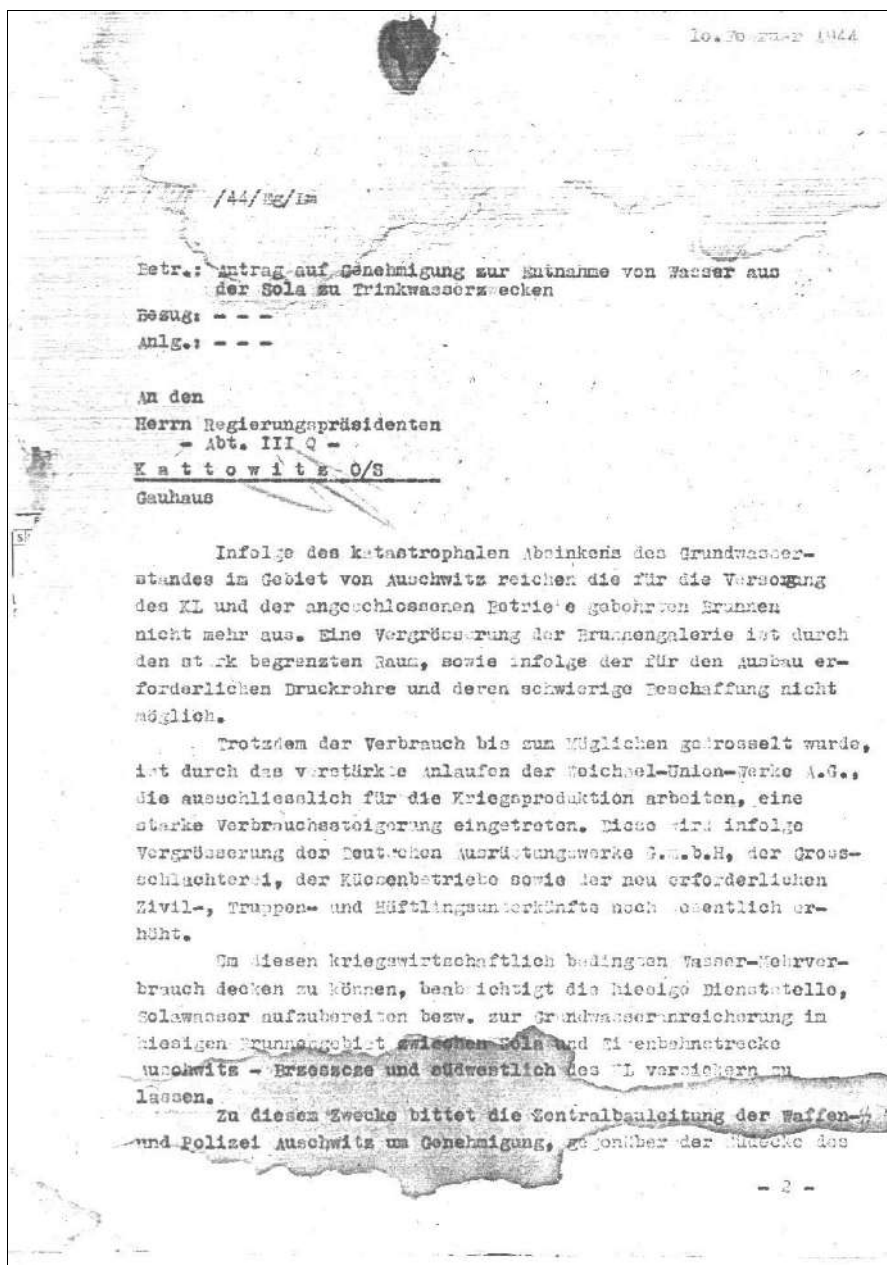 10. Februar 1944
/44/Eg/Lm
Betr.: Antrag auf Genehmigung zur Entnahme von Wasser aus
der Sola zu Trinkwasserzwecken
Bezug: - - -
Anlg.: - - -
An den
Herrn Regierungspräsidenten
- Abt. III Q -
K a t t o w i t z O/S
Gauhaus
Infolge des katastrophalen Absinkens des Grundwasser-
standes im Gebiet von Auschwitz reichen die für die Versorgung
des KL und der angeschlossenen Betriebe gebohrten Brunnen
nicht mehr aus. Eine Vergrösserung der Brunnengalerie ist durch
den stark begrenzten Raum, sowie infolge der für den Ausbau er-
forderlichen Druckrohre und deren schwierige Beschaffung nicht
möglich.
Trotzdem der Verbrauch bis zum Möglichen gedrosselt wurde,
ist durch das verstärkte Anlaufen der Weichsel-Union-Werke A.G.,
die ausschliesslich für die Kriegsproduktion arbeiten, eine
starke Verbrauchssteigerung eingetreten. Diese wird infolge
Vergrösserung der Deutschen Ausrüstungswerke G.m.b.H, der Gross-
schlachterei, der Küchenbetriebe sowie der neu erforderlichen
Zivil-, Truppen- und Häftlingsunterkünfte noch wesentlich er-
höht.
Um diesen kriegswirtschaftlich bedingten Wasser-Mehrver-
brauch decken zu können, beabsichtigt die hiesige Dienststelle,
Solawasser aufzubereiten bezw. zur Grundwasseranreicherung im
hiesigen Brunnengebiet zwischen Sola und Eisenbahnstrecke
Auschwitz - Brzeszcze und südwestlich des KL versickern zu
lassen.
Zu diesem Zwecke bittet die Zentralbauleitung der Waffen-SS
und Polizei Auschwitz um Genehmigung, gegenüber der Südecke des
- 2 -